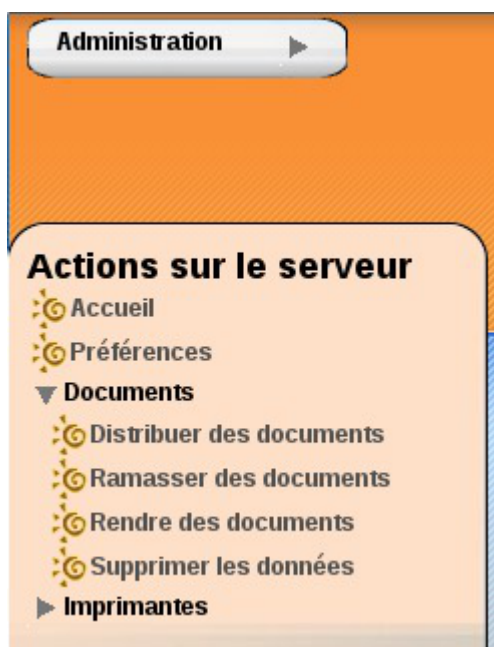 Administration
Actions sur le serveur
Accueil
Préférences
Documents
Distribuer des documents
Ramasser des documents
Rendre des documents
Supprimer les données
Imprimantes